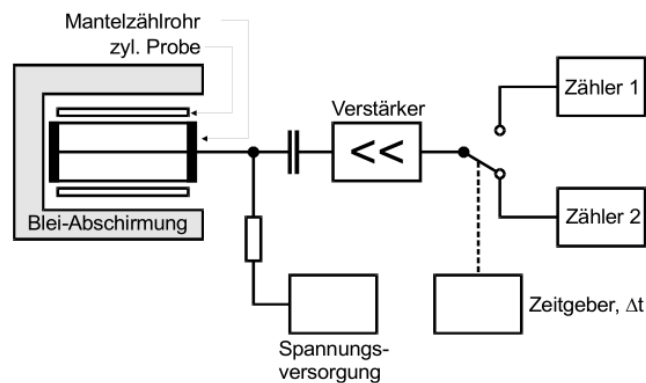 Mantelzählrohr
zyl. Probe
Verstärker
<<
Zähler 1
Zähler 2
Blei-Abschirmung
Zeitgeber, Δt
Spannungs-
versorgung